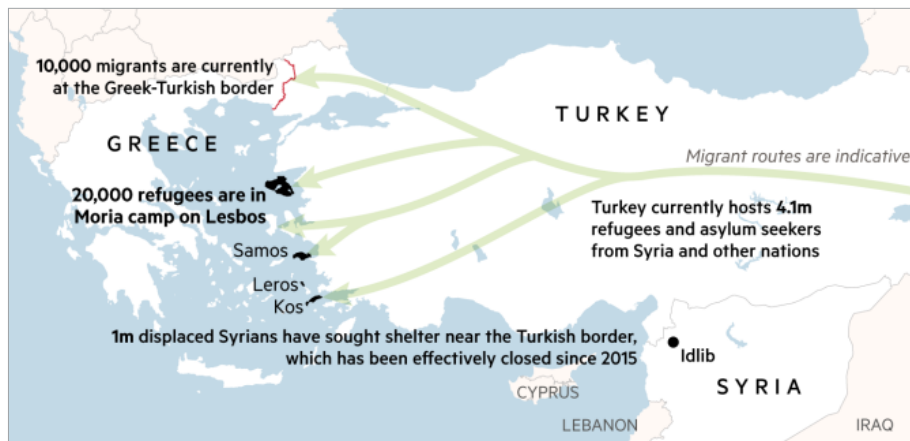 10,000 migrants are currently
at the Greek-Turkish border
TURKEY
GREECE
Migrant routes are indicative
20,000 refugees are in
Moria camp on Lesbos
Turkey currently hosts 4.1m
refugees and asylum seekers
from Syria and other nations
Samos
Leros
Kos
1m displaced Syrians have sought shelter near the Turkish border,
which has been effectively closed since 2015
Idlib
SYRIA
CYPRUS
LEBANON
IRAQ